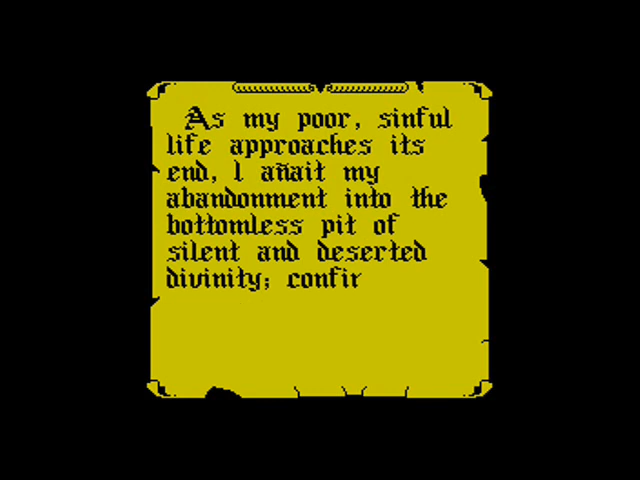 As my poor, sinful
life approaches its
end, I añait my
abandonment into the
bottomless pit of
silent and deserted
divinity; confir